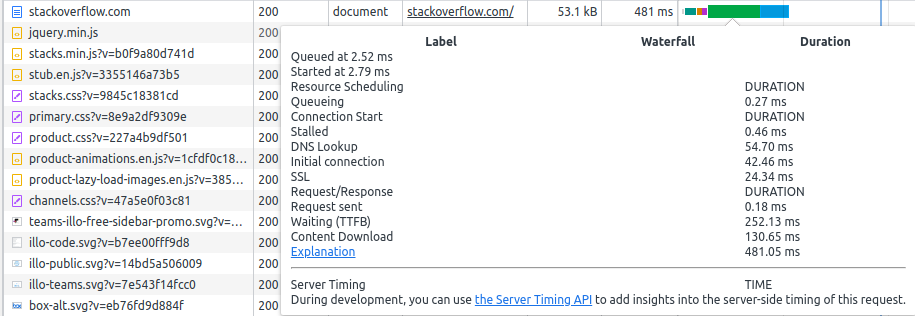 stackoverflow.com 200 document stackoverflow.com/ 53.1 kB 481 ms
jquery.min.js 200
stacks.min.js?v=b0f9a80d741d 200
stub.en.js?v=3355146a73b5 200
stacks.css?v=9845c18381cd 200
primary.css?v=8e9a2df9309e 200
product.css?v=227a4b9df501 200
product-animations.en.js?v=1cfdf0c18... 200
product-lazy-load-images.en.js?v=385... 200
channels.css?v=47a5e0f03c81 200
teams-illo-free-sidebar-promo.svg?v=... 200
illo-code.svg?v=b7ee00fff9d8 200
illo-public.svg?v=14bd5a506009 200
illo-teams.svg?v=7e543f14fcc0 200
box-alt.svg?v=eb76fd9d884f 200
Label Waterfall Duration
Queued at 2.52 ms
Started at 2.79 ms
Resource Scheduling DURATION
Queueing 0.27 ms
Connection Start DURATION
Stalled 0.46 ms
DNS Lookup 54.70 ms
Initial connection 42.46 ms
SSL 24.34 ms
Request/Response DURATION
Request sent 0.18 ms
Waiting (TTFB) 252.13 ms
Content Download 130.65 ms
Explanation 481.05 ms
Server Timing TIME
During development, you can use the Server Timing API to add insights into the server-side timing of this request.